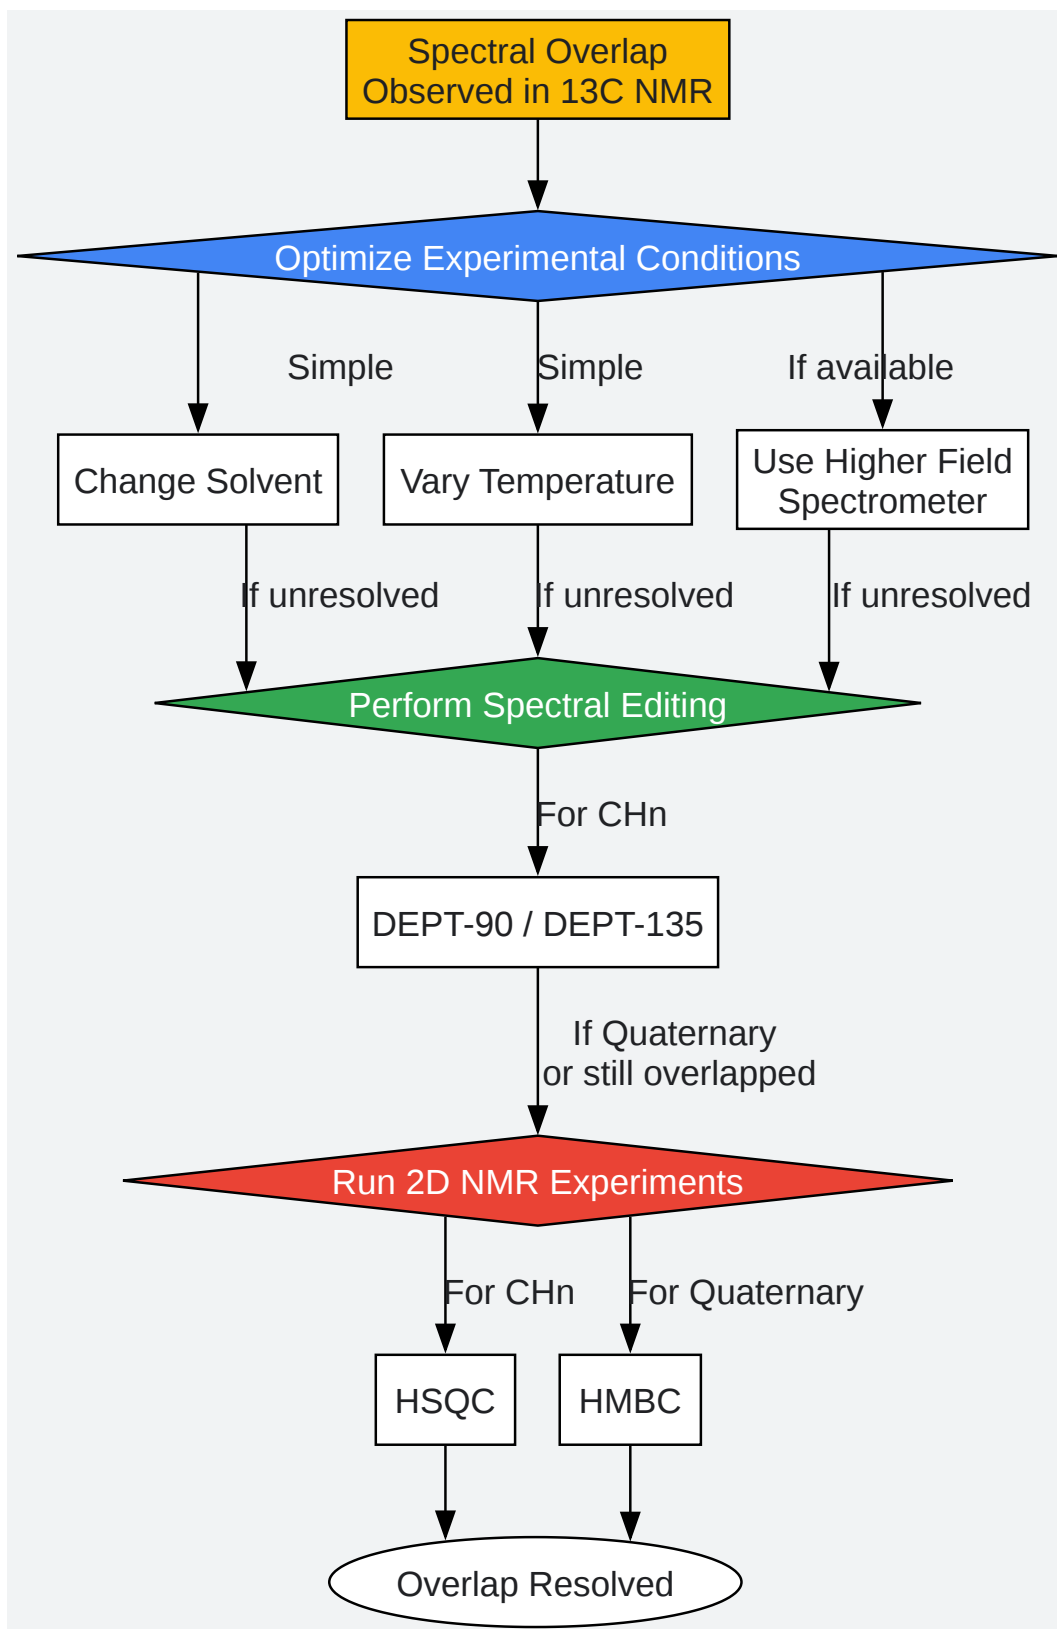 Spectral Overlap
Observed in 13C NMR
Optimize Experimental Conditions
Simple
Simple
If available
Change Solvent
Vary Temperature
Use Higher Field
Spectrometer
If unresolved
If unresolved
If unresolved
Perform Spectral Editing
For CHn
DEPT-90 / DEPT-135
If Quaternary
or still overlapped
Run 2D NMR Experiments
For CHn
For Quaternary
HSQC
HMBC
Overlap Resolved